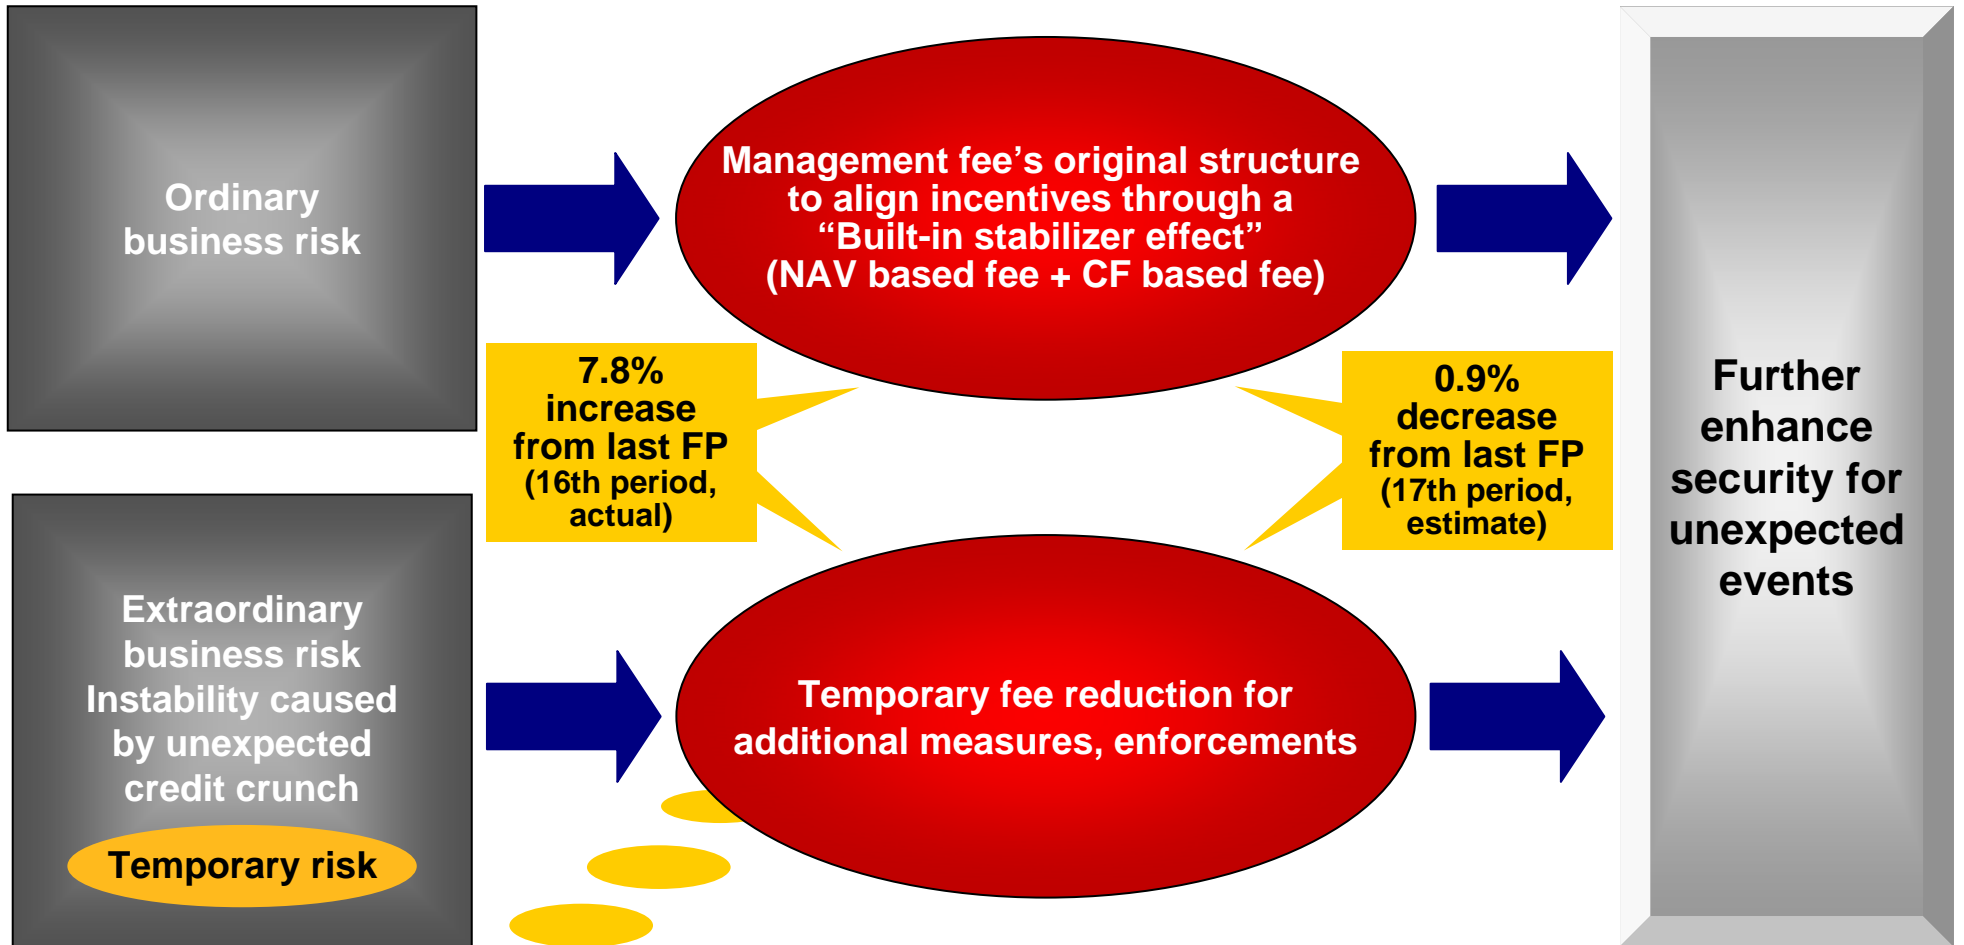 Ordinary
business risk
Management fee’s original structure
to align incentives through a
“Built-in stabilizer effect”
(NAV based fee + CF based fee)
7.8%
increase
from last FP
(16th period,
actual)
0.9%
decrease
from last FP
(17th period,
estimate)
Further
enhance
security for
unexpected
events
Extraordinary
business risk
Instability caused
by unexpected
credit crunch
Temporary risk
Temporary fee reduction for
additional measures, enforcements